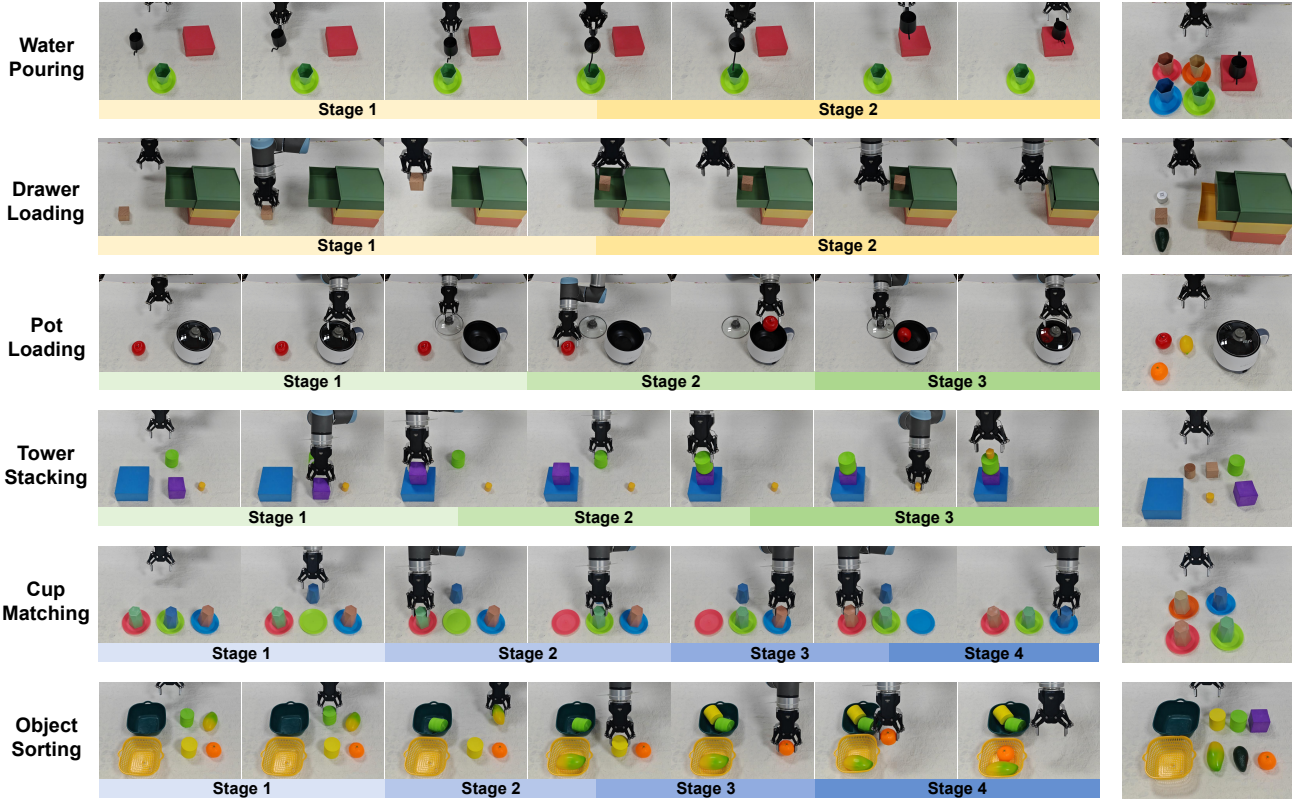 Water
Pouring
Stage 1
Stage 2
Drawer
Loading
Stage 1
Stage 2
Pot
Loading
Stage 1
Stage 2
Stage 3
Tower
Stacking
Stage 1
Stage 2
Stage 3
Cup
Matching
Stage 1
Stage 2
Stage 3
Stage 4
Object
Sorting
Stage 1
Stage 2
Stage 3
Stage 4